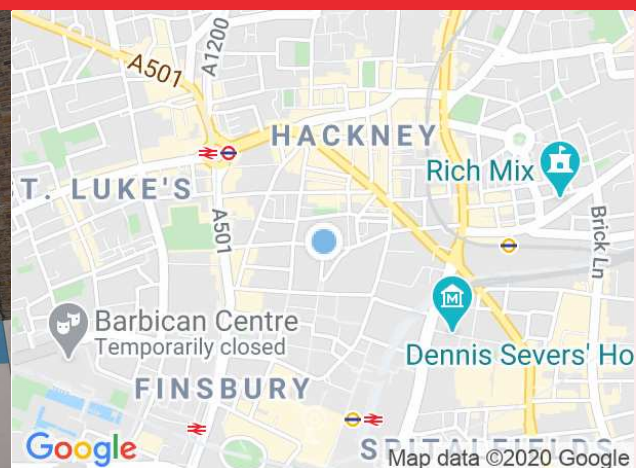 A501
A1200
HACKNEY
Rich Mix
T. LUKE'S
A501
Brick Ln
Barbican Centre
Temporarily closed
Dennis Severs' Ho
FINSBURY
SPITALFIELDS
Google
Map data ©2020 Google